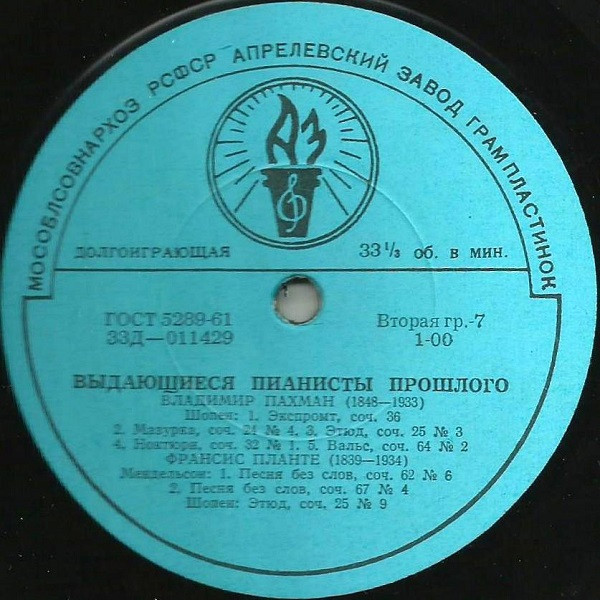 МОСОБЛСОВНАРХОЗ РСФСР АПРЕЛЕВСКИЙ ЗАВОД ГРАМПЛАСТИНОК
АЗ
ДОЛГОИГРАЮЩАЯ
33⅓ об. в мин.
ГОСТ 5289-61
33Д—011429
Вторая гр.-7
1-00
ВЫДАЮЩИЕСЯ ПИАНИСТЫ ПРОШЛОГО
ВЛАДИМИР ПАХМАН (1848—1933)
Шопен: 1. Экспромт, соч. 36
2. Мазурка, соч. 24 № 4. 3. Этюд, соч. 25 № 3
4. Ноктюрн, соч. 32 № 1. 5. Вальс, соч. 64 № 2
ФРАНСИС ПЛАНТЕ (1839—1934)
Мендельсон: 1. Песня без слов, соч. 62 № 6
2. Песня без слов, соч. 67 № 4
Шопен: Этюд, соч. 25 № 9